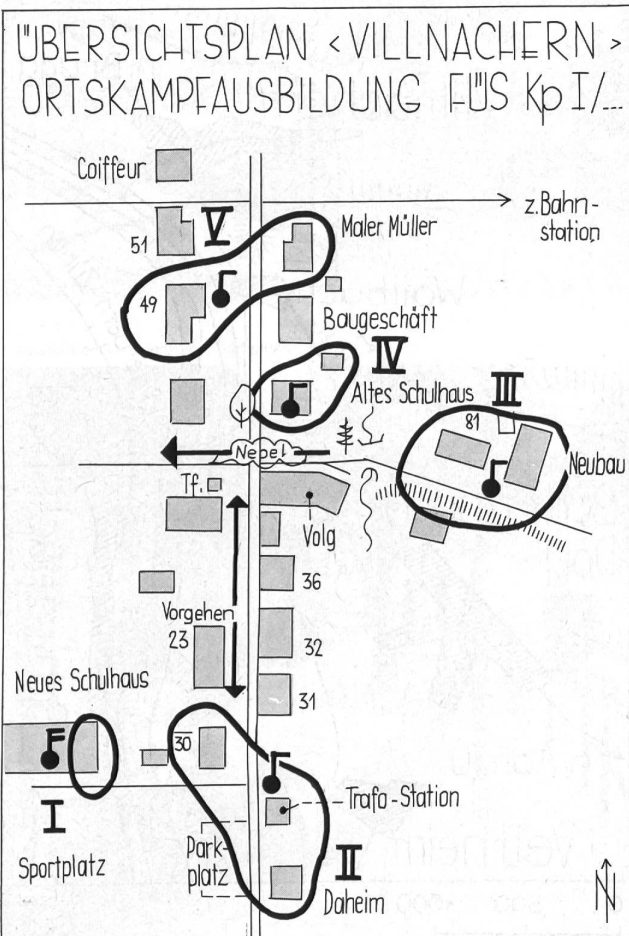 ÜBERSICHTSPLAN <VILLNACHERN>
ORTSKAMPFAUSBILDUNG FÜS Kp I/...
Coiffeur
z.Bahn-
station
51
V
Maler Müller
49
Baugeschäft
IV
Altes Schulhaus
III
81
Nebel
Neubau
Tf.
Volg
36
Vorgehen
23
32
Neues Schulhaus
31
30
Trafo-Station
I
Park-
platz
II
Sportplatz
Daheim
N